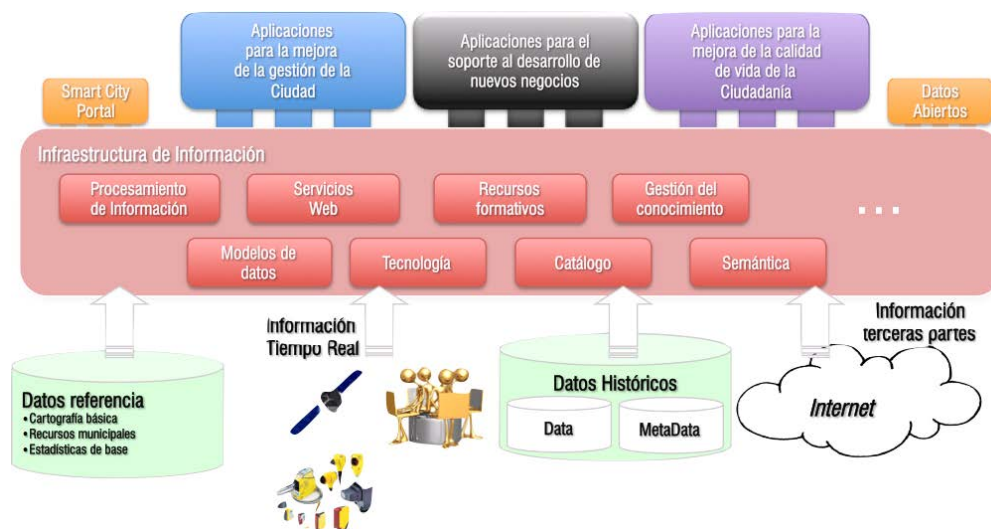 Aplicaciones
para la mejora
de la gestión de la
Ciudad
Aplicaciones para el
soporte al desarrollo de
nuevos negocios
Aplicaciones para la
mejora de la calidad
de vida de la
Ciudadanía
Smart City
Portal
Datos
Abiertos
Infraestructura de Información
Procesamiento
de Información
Servicios
Web
Recursos
formativos
Gestión del
conocimiento
...
Modelos de
datos
Tecnología
Catálogo
Semántica
Información
Tiempo Real
Información
terceras partes
Datos referencia
•Cartografía básica
•Recursos municipales
•Estadísticas de base
Datos Históricos
Data
MetaData
Internet